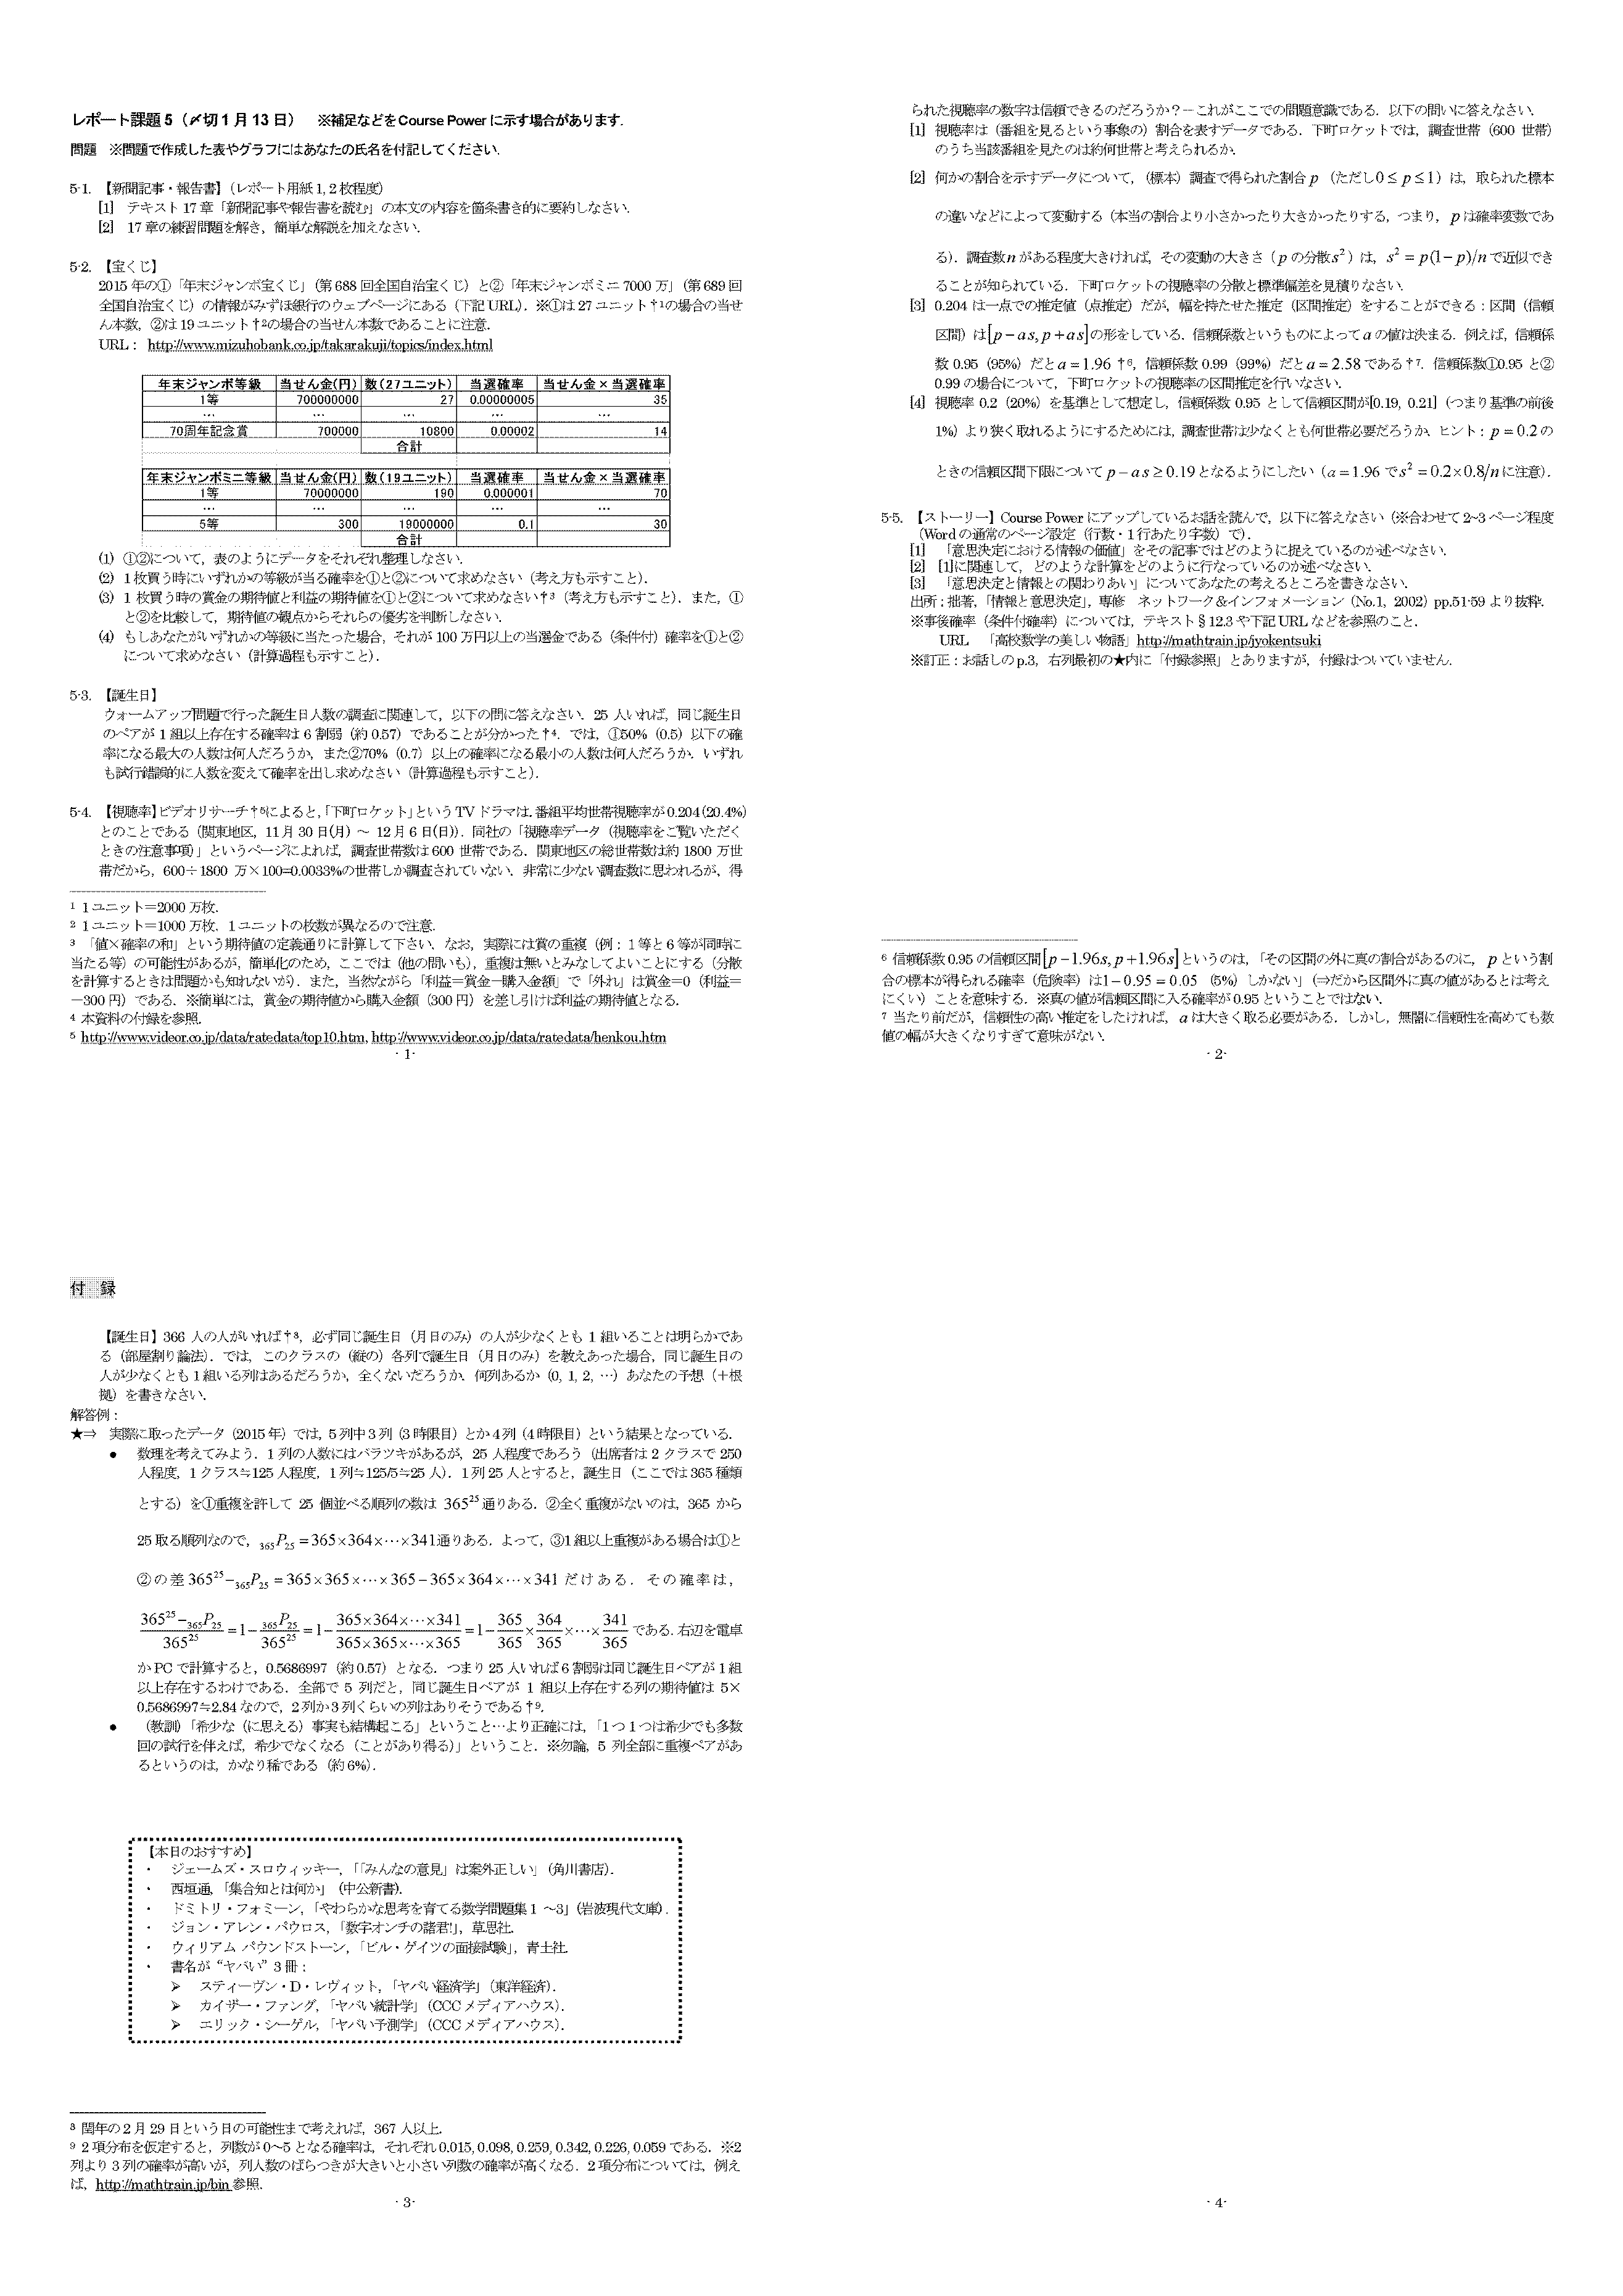 レポート課題 5（〆切 1 月 13 日）　※補足などを Course Power に示す場合があります.
問題　※問題で作成した表やグラフにはあなたの氏名を付記してください.
5-1. 【新聞記事・報告書】（レポート用紙 1, 2 枚程度）
[1]　テキスト 17 章「新聞記事や報告書を読む」の本文の内容を箇条書き的に要約しなさい.
[2]　17 章の練習問題を解き，簡単な解説を加えなさい.
5-2. 【宝くじ】
2015 年の①「年末ジャンボ宝くじ」（第 688 回全国自治宝くじ）と②「年末ジャンボミニ 7000 万」（第 689 回
全国自治宝くじ）の情報がみずほ銀行のウェブページにある（下記 URL）. ※①は 27 ユニット†1の場合の当せ
ん本数，②は 19 ユニット†2の場合の当せん本数であることに注意.
URL： http://www.mizuhobank.co.jp/takarakuji/topics/index.html
年末ジャンボ等級 当せん金(円) 数(27ユニット) 当選確率 当せん金×当選確率
1等 700000000 27 0.00000005 35
… … … … …
70周年記念賞 700000 10800 0.00002 14
合計
年末ジャンボミニ等級 当せん金(円) 数(19ユニット) 当選確率 当せん金×当選確率
1等 70000000 190 0.000001 70
… … … … …
5等 300 19000000 0.1 30
合計
(1)　①②について，表のようにデータをそれぞれ整理しなさい.
(2)　1 枚買う時にいずれかの等級が当る確率を①と②について求めなさい（考え方も示すこと）.
(3)　1 枚買う時の賞金の期待値と利益の期待値を①と②について求めなさい†3（考え方も示すこと）. また，①
と②を比較して，期待値の観点からそれらの優劣を判断しなさい.
(4)　もしあなたがいずれかの等級に当たった場合，それが 100 万円以上の当選金である（条件付）確率を①と②
について求めなさい（計算過程も示すこと）.
5-3. 【誕生日】
ウォームアップ問題で行った誕生日人数の調査に関連して，以下の問に答えなさい. 25 人いれば，同じ誕生日
のペアが 1 組以上存在する確率は 6 割弱（約 0.57）であることが分かった†4. では，①50%（0.5）以下の確
率になる最大の人数は何人だろうか，また②70%（0.7）以上の確率になる最小の人数は何人だろうか. いずれ
も試行錯誤的に人数を変えて確率を出し求めなさい（計算過程も示すこと）.
5-4. 【視聴率】ビデオリサーチ†5によると，「下町ロケット」という TV ドラマは，番組平均世帯視聴率が 0.204 (20.4%)
とのことである（関東地区，11 月 30 日(月) ～ 12 月 6 日(日)）. 同社の「視聴率データ（視聴率をご覧いただく
ときの注意事項）」というページによれば，調査世帯数は 600 世帯である. 関東地区の総世帯数は約 1800 万世
帯だから，600÷1800 万×100=0.0033%の世帯しか調査されていない. 非常に少ない調査数に思われるが，得
1 1 ユニット＝2000 万枚.
2 1 ユニット＝1000 万枚. 1 ユニットの枚数が異なるので注意.
3 「値×確率の和」という期待値の定義通りに計算して下さい. なお，実際には賞の重複（例：1 等と 6 等が同時に
当たる等）の可能性があるが，簡単化のため，ここでは（他の問いも），重複は無いとみなしてよいことにする（分散
を計算するときは問題かも知れないが）. また，当然ながら「利益＝賞金－購入金額」で「外れ」は賞金=0（利益=
－300 円）である. ※簡単には，賞金の期待値から購入金額（300 円）を差し引けば利益の期待値となる.
4 本資料の付録を参照.
5 http://www.videor.co.jp/data/ratedata/top10.htm, http://www.videor.co.jp/data/ratedata/henkou.htm
- 1-
られた視聴率の数字は信頼できるのだろうか？－これがここでの問題意識である. 以下の問いに答えなさい.
[1]　視聴率は（番組を見るという事象の）割合を表すデータである. 下町ロケットでは，調査世帯（600 世帯）
のうち当該番組を見たのは約何世帯と考えられるか.
[2]　何かの割合を示すデータについて，（標本）調査で得られた割合 p （ただし 0 ≤ p ≤ 1）は，取られた標本
の違いなどによって変動する（本当の割合より小さかったり大きかったりする，つまり，p は確率変数であ
る）. 調査数 n がある程度大きければ，その変動の大きさ（p の分散 s²）は，s² = p(1−p)/n で近似でき
ることが知られている. 下町ロケットの視聴率の分散と標準偏差を見積りなさい.
[3]　0.204 は一点での推定値（点推定）だが，幅を持たせた推定（区間推定）をすることができる：区間（信頼
区間）は[p − as, p + as]の形をしている. 信頼係数というものによって a の値は決まる. 例えば，信頼係
数 0.95（95%）だと a = 1.96 †6，信頼係数 0.99（99%）だと a = 2.58 である†7. 信頼係数①0.95 と②
0.99 の場合について，下町ロケットの視聴率の区間推定を行いなさい.
[4]　視聴率 0.2（20%）を基準として想定し，信頼係数 0.95 として信頼区間が[0.19, 0.21]（つまり基準の前後
1%）より狭く取れるようにするためには，調査世帯は少なくとも何世帯必要だろうか. ヒント：p = 0.2 の
ときの信頼区間下限について p − as ≥ 0.19 となるようにしたい（a = 1.96 で s² = 0.2×0.8/n に注意）.
5-5. 【ストーリー】Course Power にアップしているお話を読んで，以下に答えなさい（※合わせて 2~3 ページ程度
（Word の通常のページ設定（行数・1 行あたり字数）で）.
[1]　「意思決定における情報の価値」をその記事ではどのように捉えているのか述べなさい.
[2]　[1]に関連して，どのような計算をどのように行なっているのか述べなさい.
[3]　「意思決定と情報との関わりあい」についてあなたの考えるところを書きなさい.
出所：拙著，「情報と意思決定」，専修　ネットワーク＆インフォメーション（No.1, 2002）pp.51-59 より抜粋.
※事後確率（条件付確率）については，テキスト§12.3 や下記 URL などを参照のこと.
URL　「高校数学の美しい物語」http://mathtrain.jp/jyokentsuki
※訂正：お話しの p.3，右列最初の★内に「付録参照」とありますが，付録はついていません.
6 信頼係数 0.95 の信頼区間[p −1.96s, p +1.96s]というのは，「その区間の外に真の割合があるのに，p という割
合の標本が得られる確率（危険率）は1 − 0.95 = 0.05（5%）しかない」（⇒だから区間外に真の値があるとは考え
にくい）ことを意味する. ※真の値が信頼区間に入る確率が 0.95 ということではない.
7 当たり前だが，信頼性の高い推定をしたければ，a は大きく取る必要がある. しかし，無闇に信頼性を高めても数
値の幅が大きくなりすぎて意味がない.
- 2-
付　録
【誕生日】366 人の人がいれば†8，必ず同じ誕生日（月日のみ）の人が少なくとも 1 組いることは明らかであ
る（部屋割り論法）. では，このクラスの（縦の）各列で誕生日（月日のみ）を教えあった場合，同じ誕生日の
人が少なくとも 1 組いる列はあるだろうか，全くないだろうか. 何列あるか（0, 1, 2, …）あなたの予想（＋根
拠）を書きなさい.
解答例：
★⇒　実際に取ったデータ（2015 年）では，5 列中 3 列（3 時限目）とか 4 列（4 時限目）という結果となっている.
●　数理を考えてみよう. 1 列の人数にはバラツキがあるが，25 人程度であろう（出席者は 2 クラスで 250
人程度，1 クラス≒125 人程度，1 列≒125/5≒25 人）. 1 列 25 人とすると，誕生日（ここでは 365 種類
とする）を①重複を許して 25 個並べる順列の数は 365²⁵ 通りある. ②全く重複がないのは，365 から
25 取る順列なので，₃₆₅P₂₅ = 365×364×⋯×341通りある. よって，③1 組以上重複がある場合は①と
②の差 365²⁵−₃₆₅P₂₅ = 365×365×⋯×365−365×364×⋯×341 だけある. その確率は，
(365²⁵−₃₆₅P₂₅)/365²⁵ = 1− ₃₆₅P₂₅/365²⁵ = 1− (365×364×⋯×341)/(365×365×⋯×365) = 1− 365/365 × 364/365 ×⋯× 341/365 である. 右辺を電卓
か PC で計算すると，0.5686997（約 0.57）となる. つまり 25 人いれば 6 割弱は同じ誕生日ペアが 1 組
以上存在するわけである. 全部で 5 列だと，同じ誕生日ペアが 1 組以上存在する列の期待値は 5×
0.5686997≒2.84 なので，2 列か 3 列くらいの列はありそうである†9.
●　（教訓）「希少な（に思える）事実も結構起こる」ということ…より正確には，「1 つ 1 つは希少でも多数
回の試行を伴えば，希少でなくなる（ことがあり得る）」ということ. ※勿論，5 列全部に重複ペアがあ
るというのは，かなり稀である（約 6%）.
【本日のおすすめ】
・　ジェームズ・スロウィッキー，「「みんなの意見」は案外正しい」（角川書店）.
・　西垣通，「集合知とは何か」（中公新書）.
・　ドミトリ・フォミーン，「やわらかな思考を育てる数学問題集 1 ～3」（岩波現代文庫）.
・　ジョン・アレン・パウロス，「数字オンチの諸君!」，草思社.
・　ウィリアム パウンドストーン，「ビル・ゲイツの面接試験」，青土社.
・　書名が “ヤバい” 3 冊：
➢　スティーヴン・D・レヴィット，「ヤバい経済学」（東洋経済）.
➢　カイザー・ファング，「ヤバい統計学」（CCC メディアハウス）.
➢　エリック・シーゲル，「ヤバい予測学」（CCC メディアハウス）.
8 閏年の 2 月 29 日という日の可能性まで考えれば，367 人以上.
9 2 項分布を仮定すると，列数が 0～5 となる確率は，それぞれ 0.015, 0.098, 0.259, 0.342, 0.226, 0.059 である. ※2
列より 3 列の確率が高いが，列人数のばらつきが大きいと小さい列数の確率が高くなる. 2 項分布については，例え
ば，http://mathtrain.jp/bin 参照.
- 3-
- 4-